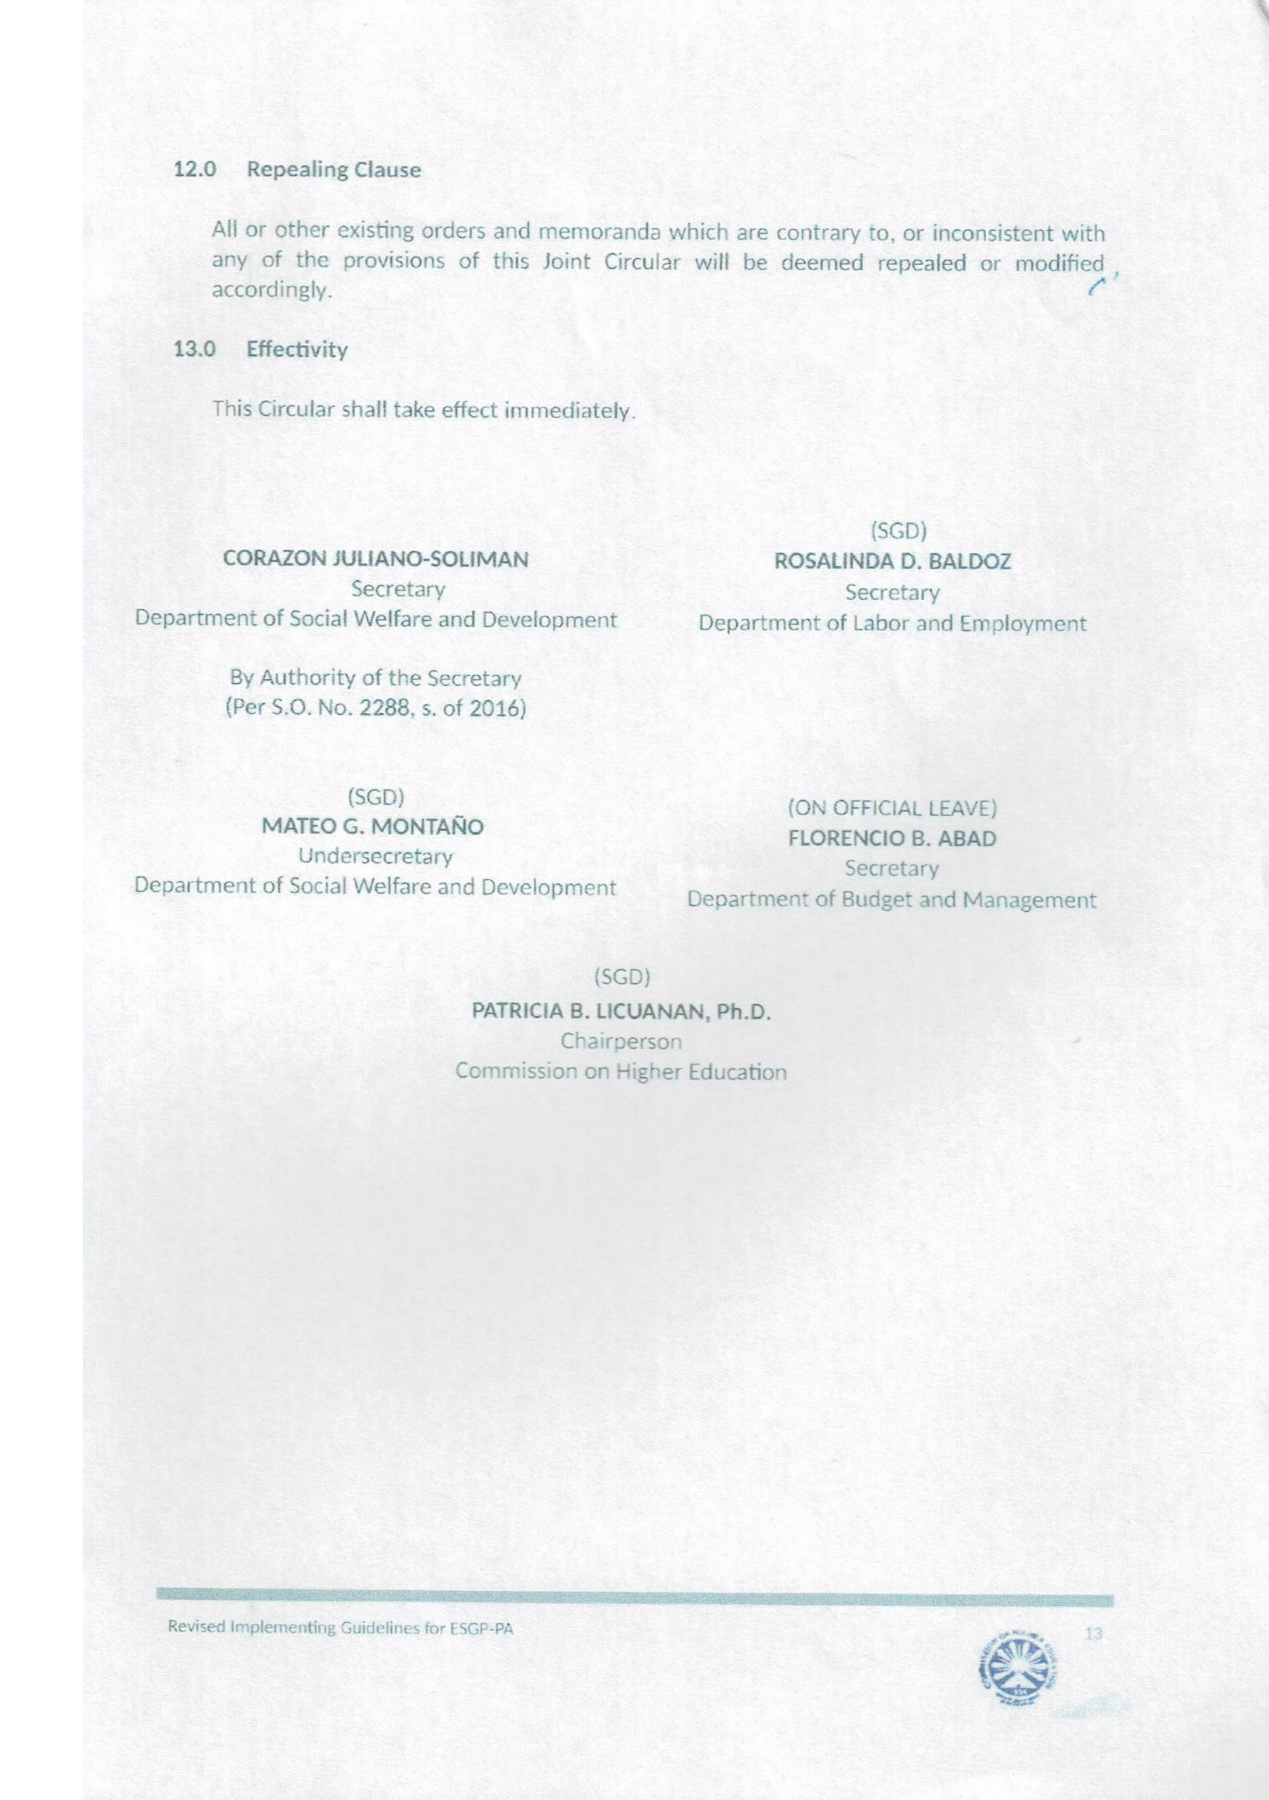 12.0 Repealing Clause
All or other existing orders and memoranda which are contrary to, or inconsistent with
any of the provisions of this Joint Circular will be deemed repealed or modified
accordingly.
13.0 Effectivity
This Circular shall take effect immediately.
CORAZON JULIANO-SOLIMAN
Secretary
Department of Social Welfare and Development
By Authority of the Secretary
(Per S.O. No. 2288, s. of 2016)
(SGD)
ROSALINDA D. BALDOZ
Secretary
Department of Labor and Employment
(SGD)
MATEO G. MONTAÑO
Undersecretary
Department of Social Welfare and Development
(ON OFFICIAL LEAVE)
FLORENCIO B. ABAD
Secretary
Department of Budget and Management
(SGD)
PATRICIA B. LICUANAN, Ph.D.
Chairperson
Commission on Higher Education
Revised Implementing Guidelines for ESGP-PA
13
COMMISSION ON HIGHER EDUCATION